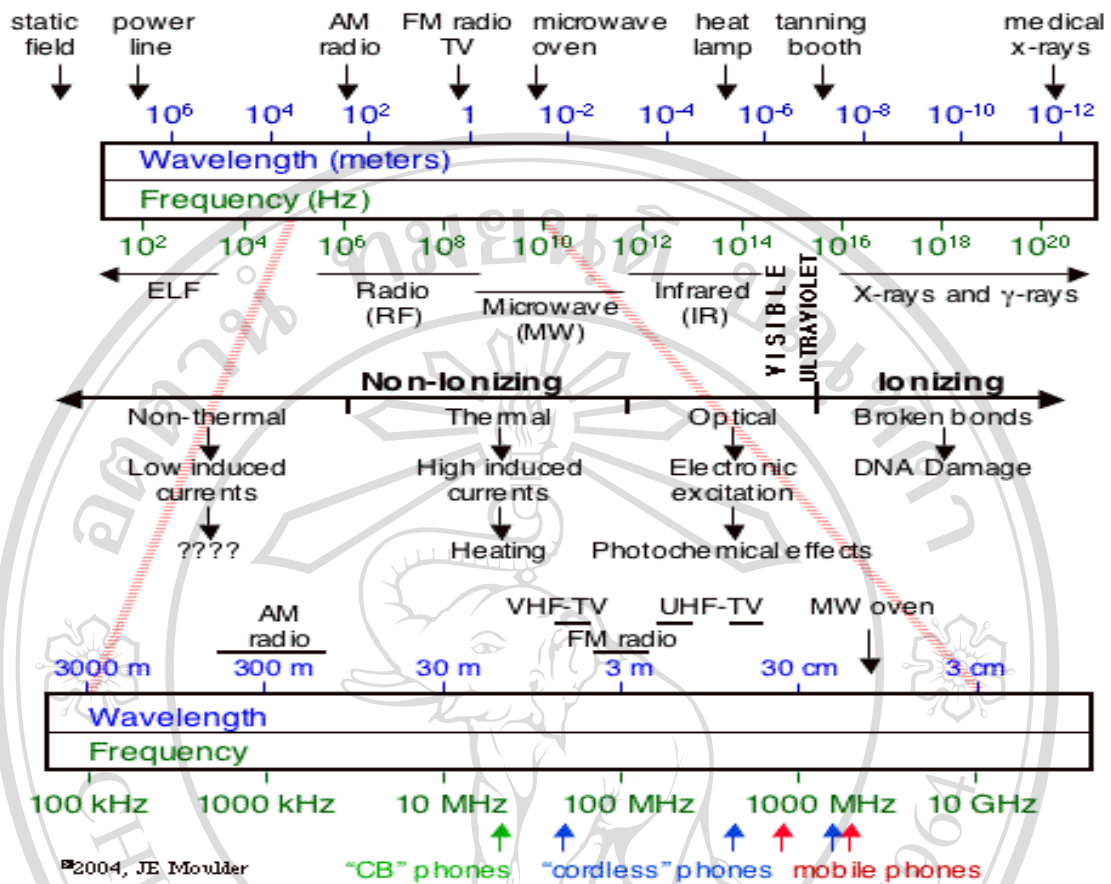 static power AM FM radio microwave heat tanning medical
field line radio TV oven lamp booth x-rays
10⁶ 10⁴ 10² 1 10⁻² 10⁻⁴ 10⁻⁶ 10⁻⁸ 10⁻¹⁰ 10⁻¹²
Wavelength (meters)
Frequency (Hz)
10² 10⁴ 10⁶ 10⁸ 10¹⁰ 10¹² 10¹⁴ 10¹⁶ 10¹⁸ 10²⁰
ELF Radio (RF) Microwave (MW) Infrared (IR) VISIBLE ULTRAVIOLET X-rays and γ-rays
Non-Ionizing Ionizing
Non-thermal Thermal Optical Broken bonds
Low induced High induced Electronic DNA Damage
currents currents excitation
???? Heating Photochemical effects
AM radio VHF-TV FM radio UHF-TV MW oven
3000 m 300 m 30 m 3 m 30 cm 3 cm
Wavelength
Frequency
100 kHz 1000 kHz 10 MHz 100 MHz 1000 MHz 10 GHz
2004, JE Moulder "CB" phones "cordless" phones mobile phones